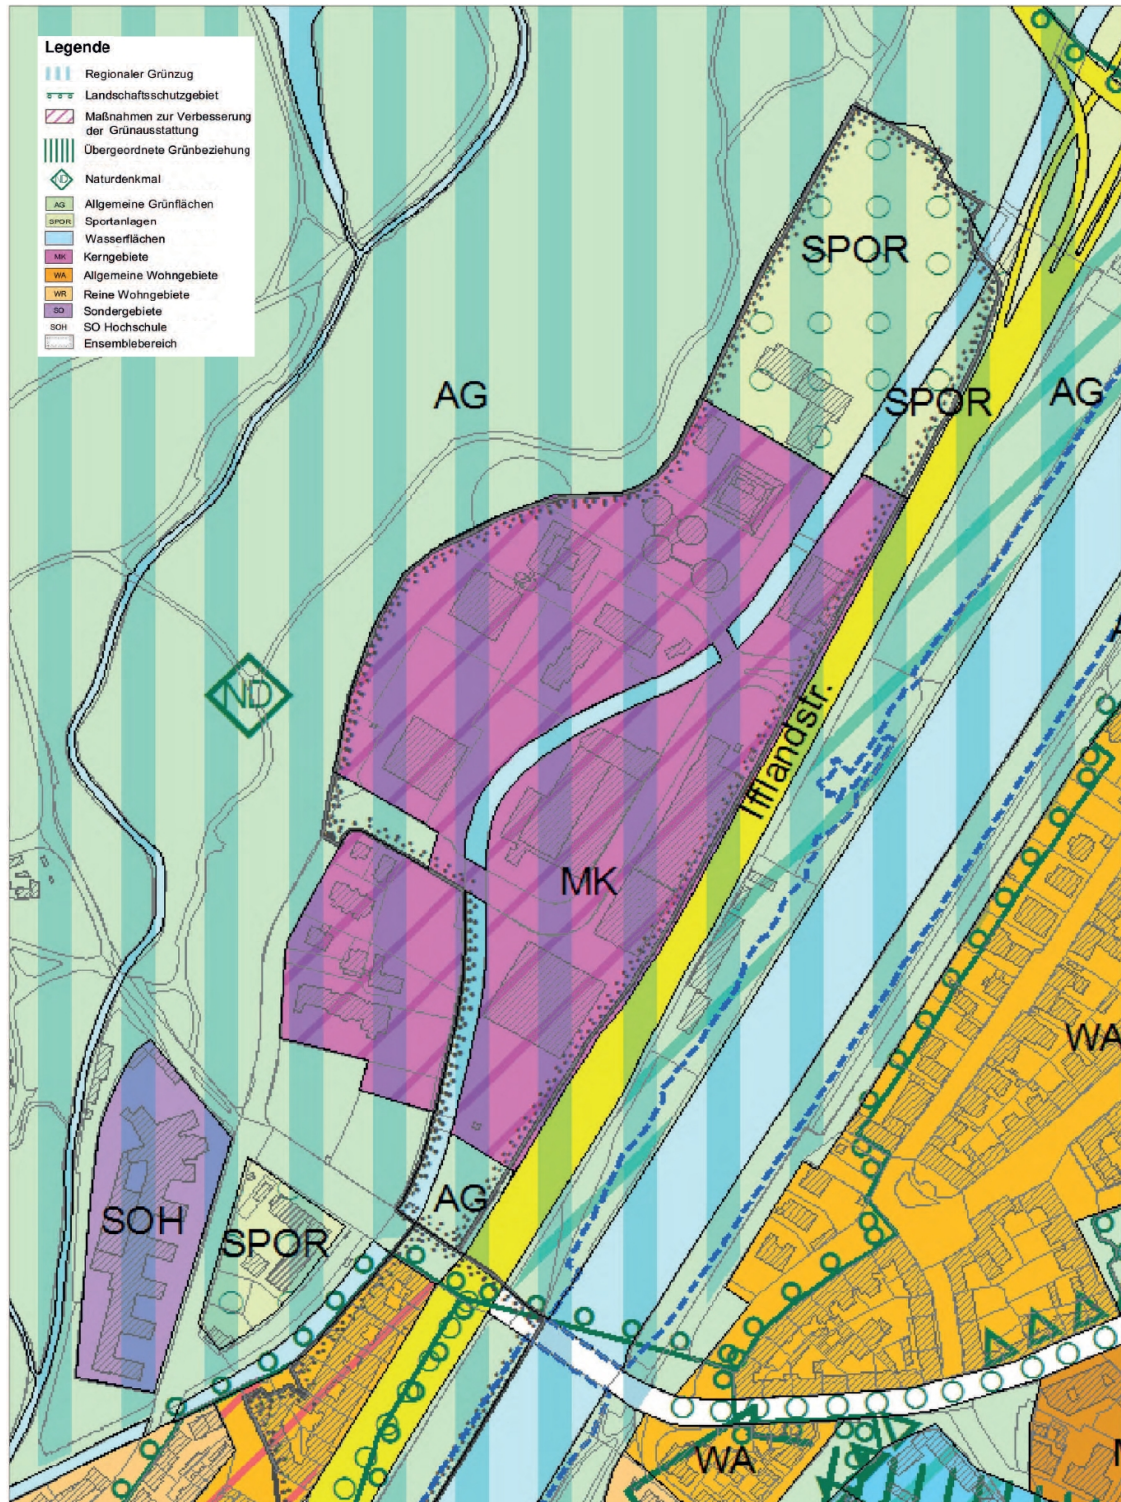 Legende
Regionaler Grünzug
Landschaftsschutzgebiet
Maßnahmen zur Verbesserung
der Grünausstattung
Übergeordnete Grünbeziehung
ND Naturdenkmal
AG Allgemeine Grünflächen
SPOR Sportanlagen
Wasserflächen
MK Kerngebiete
WA Allgemeine Wohngebiete
WR Reine Wohngebiete
SO Sondergebiete
SOH SO Hochschule
Ensemblebereich
SPOR
AG
SPOR
AG
ND
Ifflandstr.
MK
WA
AG
SOH
SPOR
WA